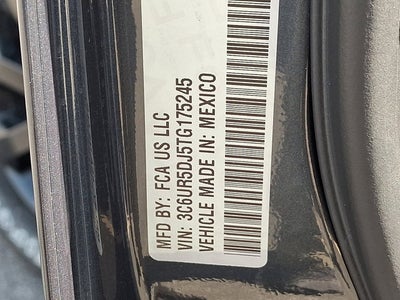 MFD BY: FCA US LLC
VIN: 3C6UR5DJ5TG175245
VEHICLE MADE IN: MEXICO